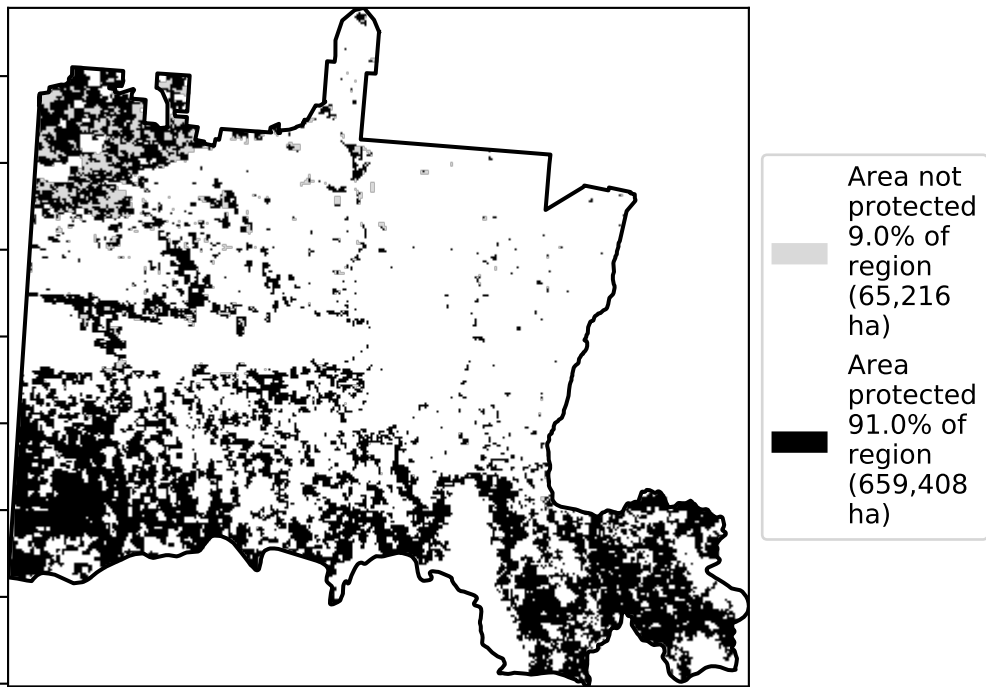 Area not
protected
9.0% of
region
(65,216
ha)
Area
protected
91.0% of
region
(659,408
ha)